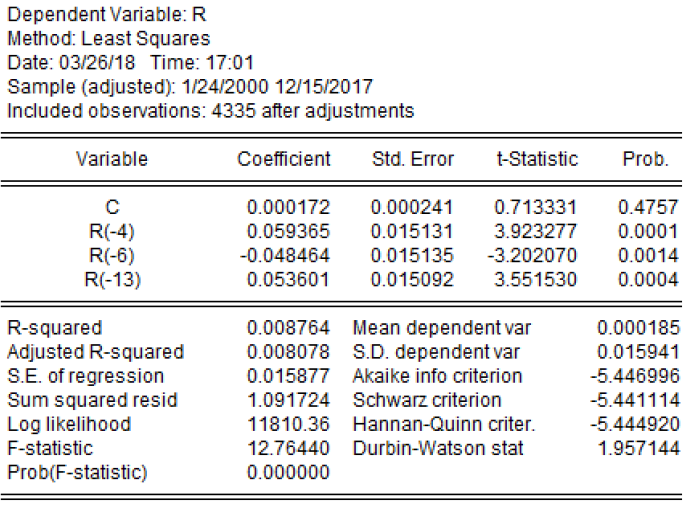 Dependent Variable: R
Method: Least Squares
Date: 03/26/18 Time: 17:01
Sample (adjusted): 1/24/2000 12/15/2017
Included observations: 4335 after adjustments
Variable Coefficient Std. Error t-Statistic Prob.
C 0.000172 0.000241 0.713331 0.4757
R(-4) 0.059365 0.015131 3.923277 0.0001
R(-6) -0.048464 0.015135 -3.202070 0.0014
R(-13) 0.053601 0.015092 3.551530 0.0004
R-squared 0.008764 Mean dependent var 0.000185
Adjusted R-squared 0.008078 S.D. dependent var 0.015941
S.E. of regression 0.015877 Akaike info criterion -5.446996
Sum squared resid 1.091724 Schwarz criterion -5.441114
Log likelihood 11810.36 Hannan-Quinn criter. -5.444920
F-statistic 12.76440 Durbin-Watson stat 1.957144
Prob(F-statistic) 0.000000